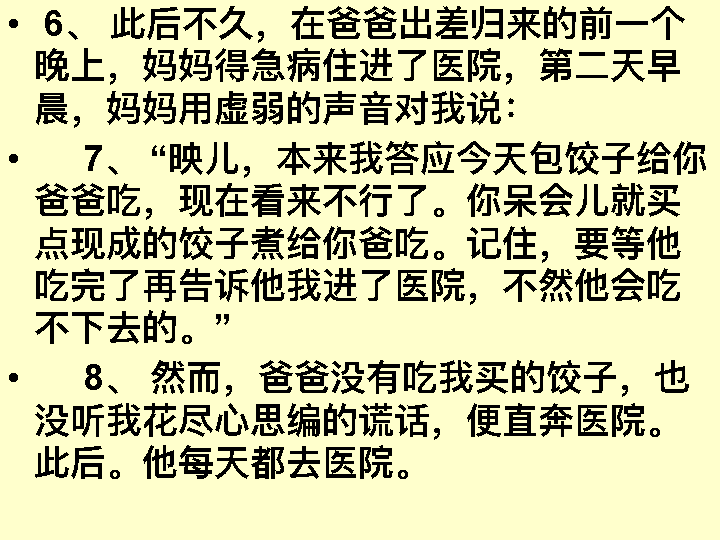 • 6、 此后不久，在爸爸出差归来的前一个
晚上，妈妈得急病住进了医院，第二天早
晨，妈妈用虚弱的声音对我说：
• 7、 “映儿，本来我答应今天包饺子给你
爸爸吃，现在看来不行了。你呆会儿就买
点现成的饺子煮给你爸吃。记住，要等他
吃完了再告诉他我进了医院，不然他会吃
不下去的。”
• 8、 然而，爸爸没有吃我买的饺子，也
没听我花尽心思编的谎话，便直奔医院。
此后。他每天都去医院。